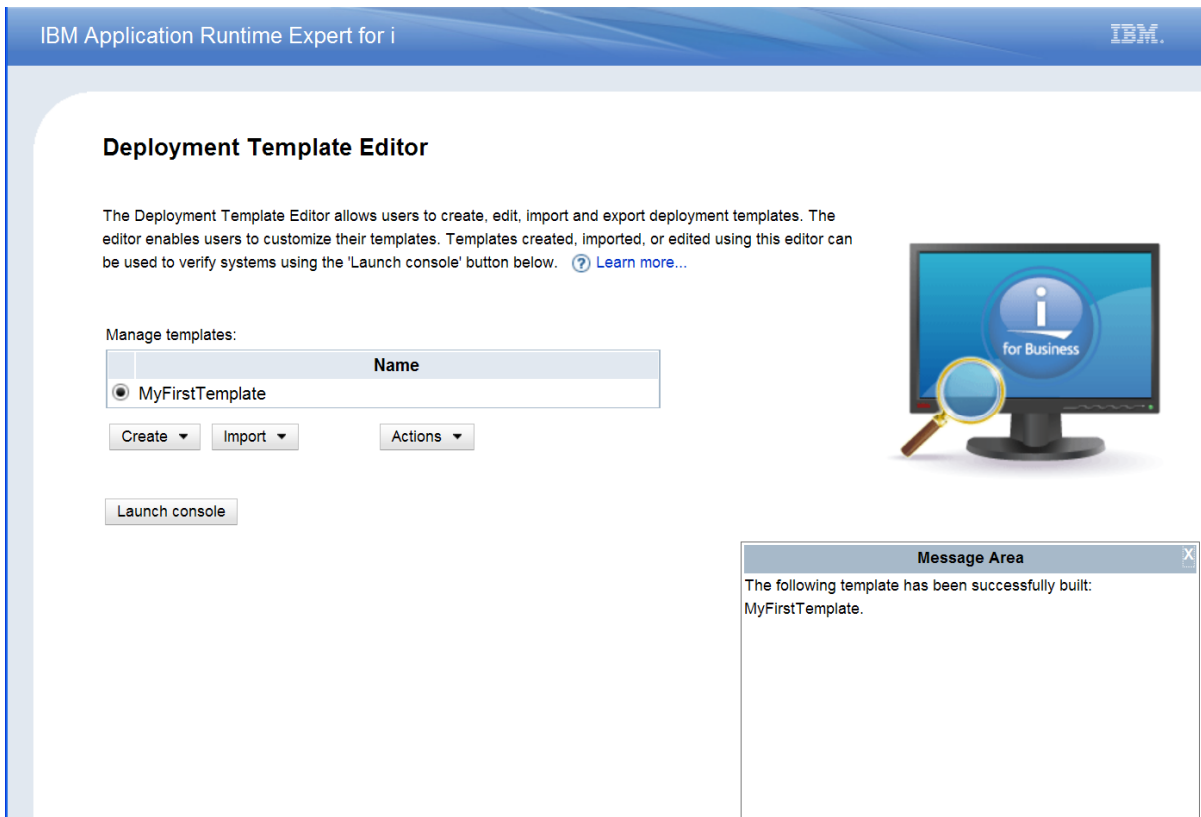 IBM Application Runtime Expert for i
IBM.
Deployment Template Editor
The Deployment Template Editor allows users to create, edit, import and export deployment templates. The
editor enables users to customize their templates. Templates created, imported, or edited using this editor can
be used to verify systems using the 'Launch console' button below. ? Learn more...
i
for Business
Manage templates:
Name
MyFirstTemplate
Create
Import
Actions
Launch console
Message Area
X
The following template has been successfully built:
MyFirstTemplate.